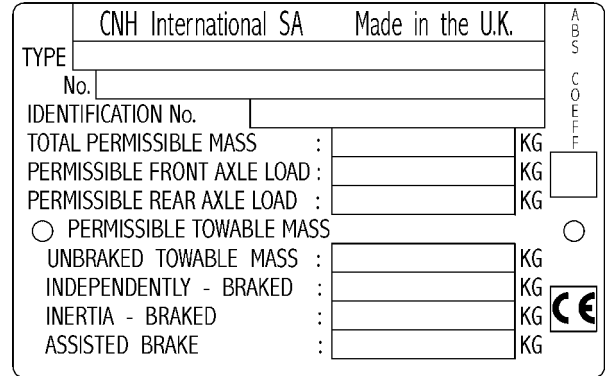 CNH International SA Made in the U.K.
TYPE
No.
IDENTIFICATION No.
TOTAL PERMISSIBLE MASS : KG
PERMISSIBLE FRONT AXLE LOAD : KG
PERMISSIBLE REAR AXLE LOAD : KG
PERMISSIBLE TOWABLE MASS
UNBRAKED TOWABLE MASS : KG
INDEPENDENTLY - BRAKED : KG
INERTIA - BRAKED : KG
ASSISTED BRAKE : KG
ABS COEFF
CE